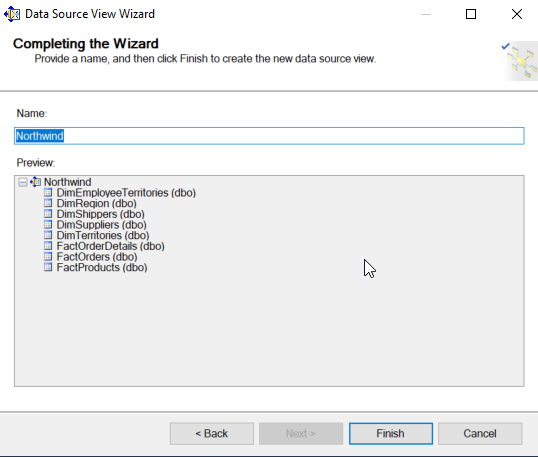 Data Source View Wizard
Completing the Wizard
Provide a name, and then click Finish to create the new data source view.
Name:
Northwind
Preview:
Northwind
DimEmployeeTerritories (dbo)
DimRegion (dbo)
DimShippers (dbo)
DimSuppliers (dbo)
DimTerritories (dbo)
FactOrderDetails (dbo)
FactOrders (dbo)
FactProducts (dbo)
< Back
Next >
Finish
Cancel